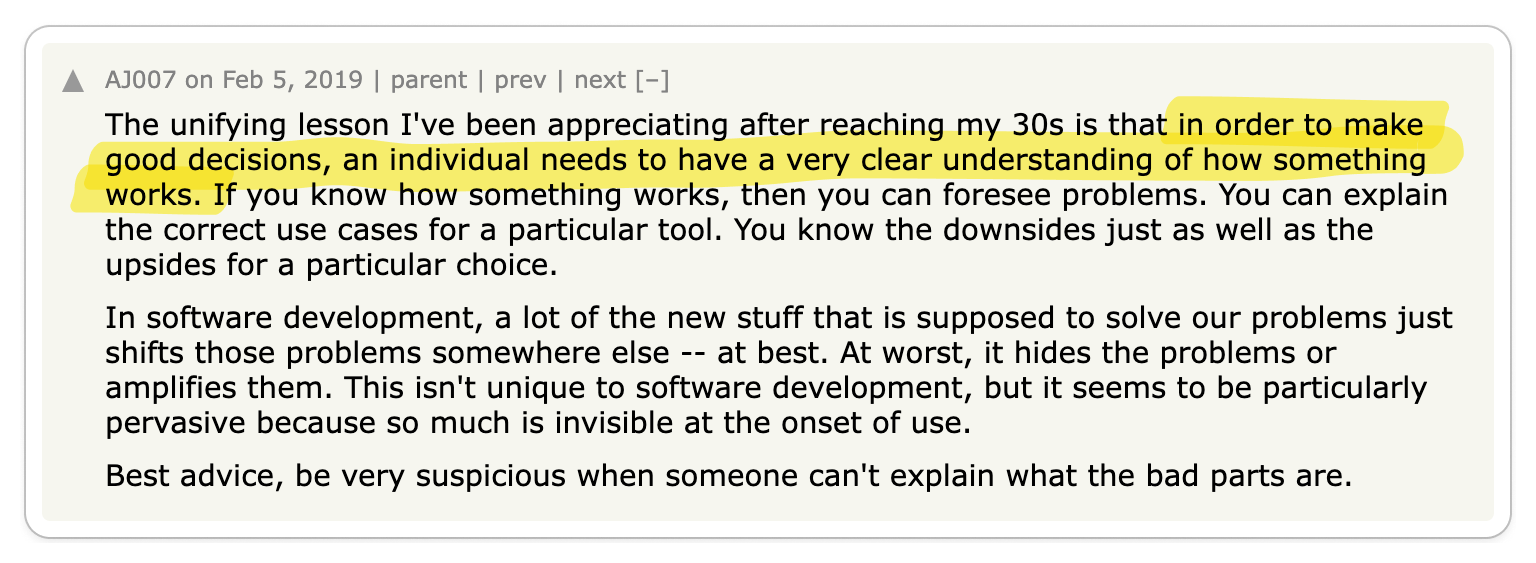 AJ007 on Feb 5, 2019 | parent | prev | next [–]
The unifying lesson I've been appreciating after reaching my 30s is that in order to make
good decisions, an individual needs to have a very clear understanding of how something
works. If you know how something works, then you can foresee problems. You can explain
the correct use cases for a particular tool. You know the downsides just as well as the
upsides for a particular choice.
In software development, a lot of the new stuff that is supposed to solve our problems just
shifts those problems somewhere else -- at best. At worst, it hides the problems or
amplifies them. This isn't unique to software development, but it seems to be particularly
pervasive because so much is invisible at the onset of use.
Best advice, be very suspicious when someone can't explain what the bad parts are.